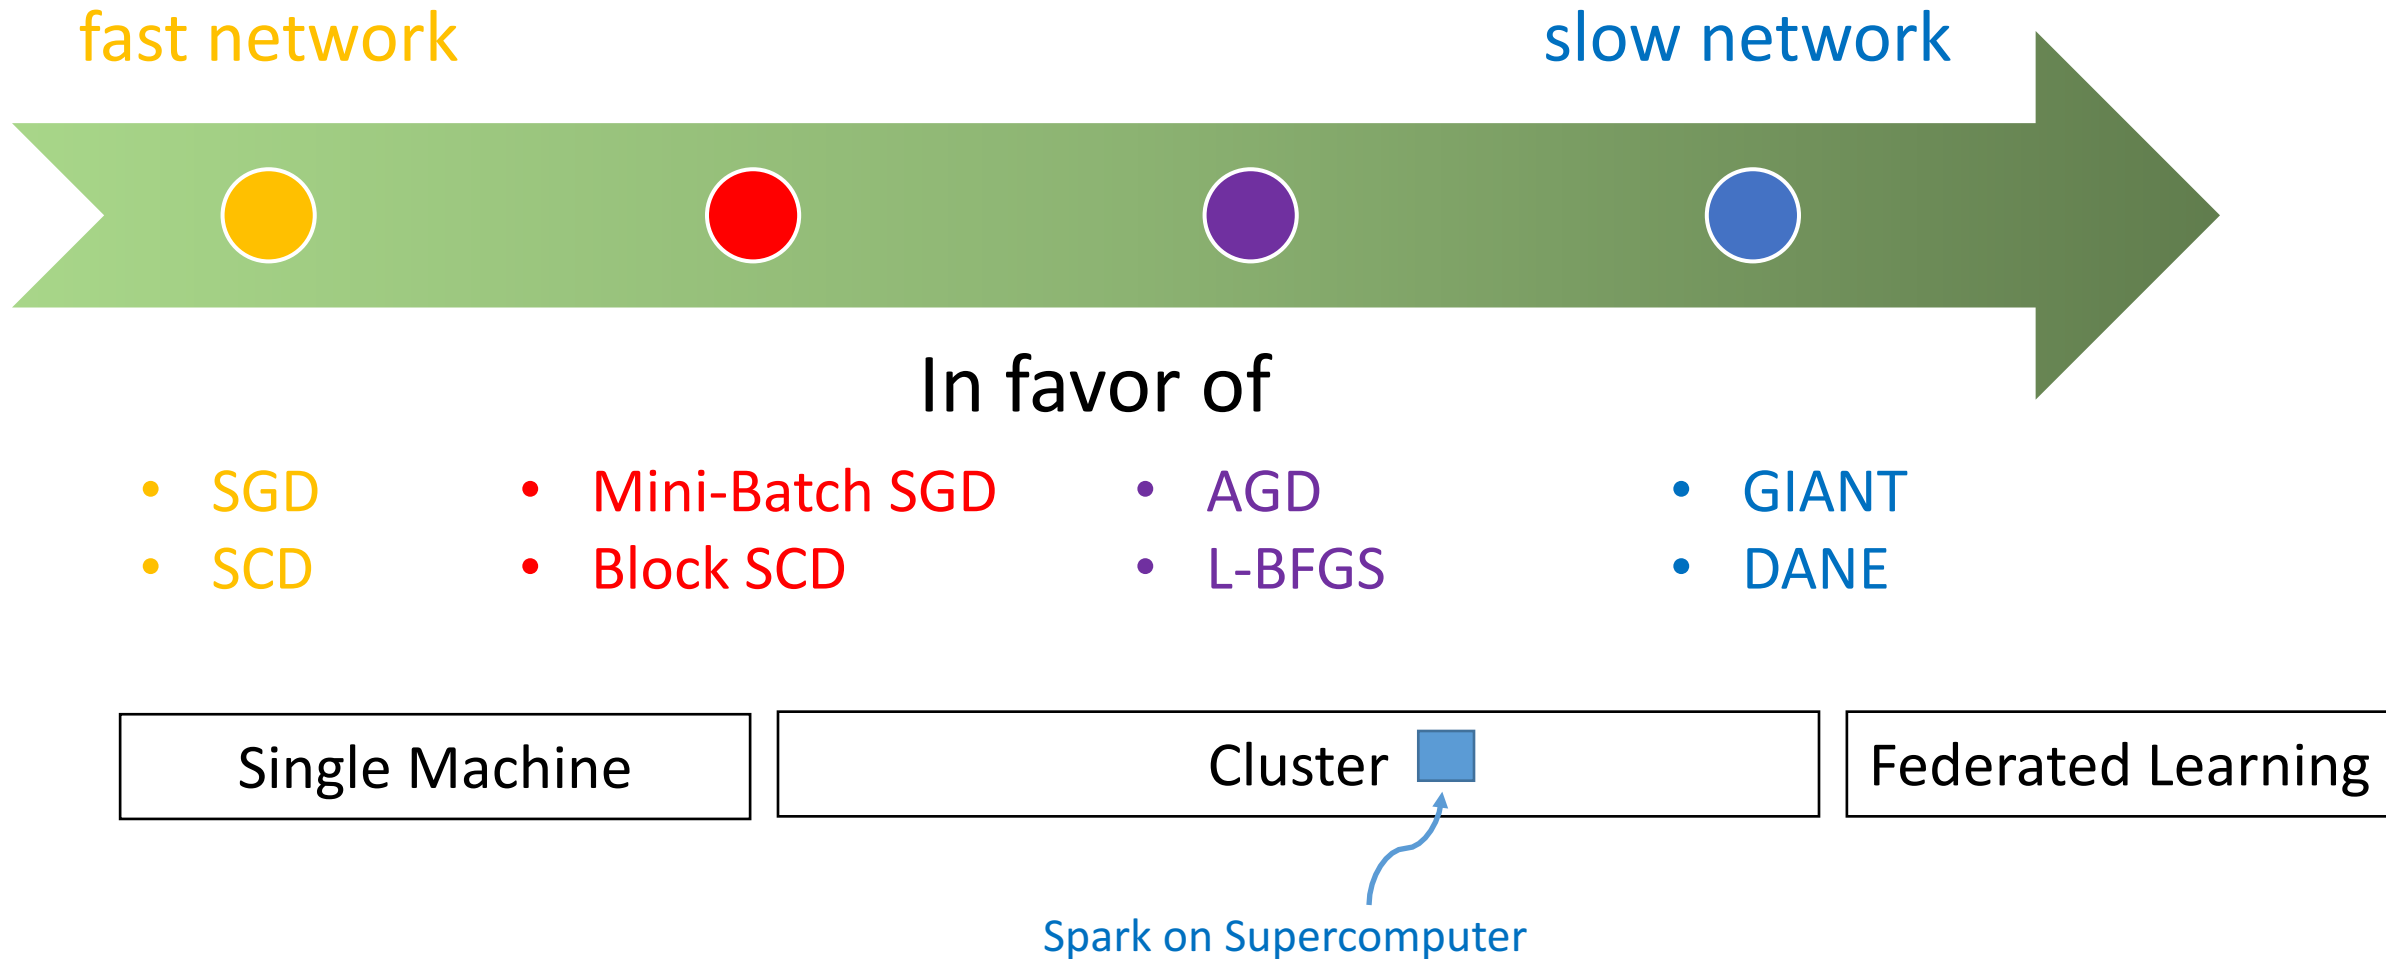 fast network
slow network
In favor of
• SGD
• SCD
• Mini-Batch SGD
• Block SCD
• AGD
• L-BFGS
• GIANT
• DANE
Single Machine
Cluster
Federated Learning
Spark on Supercomputer